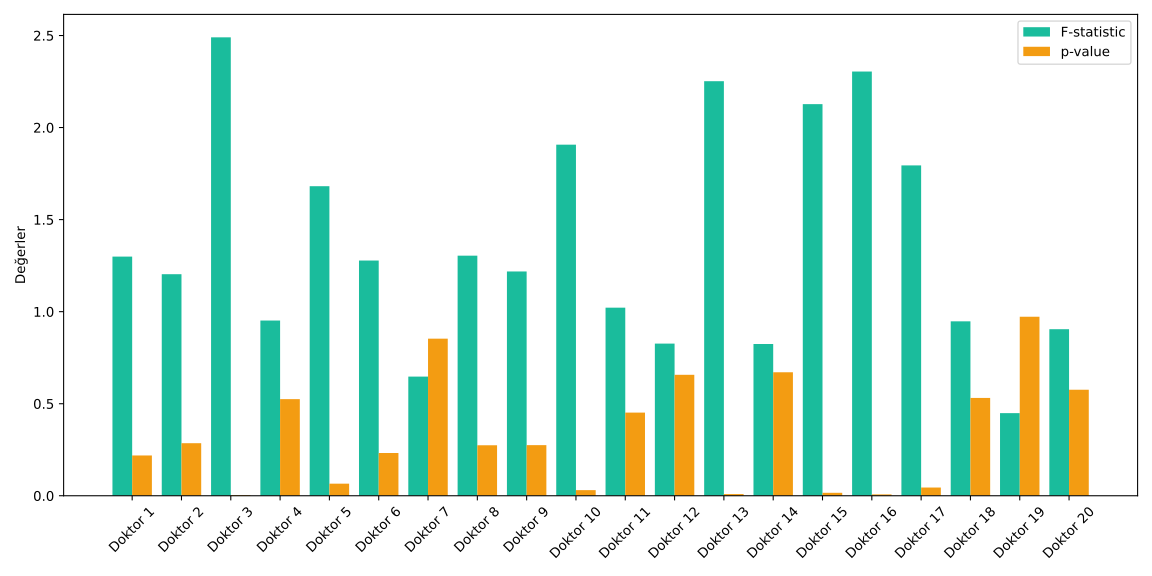 F-statistic
p-value
Değerler
2.5
2.0
1.5
1.0
0.5
0.0
Doktor 1
Doktor 2
Doktor 3
Doktor 4
Doktor 5
Doktor 6
Doktor 7
Doktor 8
Doktor 9
Doktor 10
Doktor 11
Doktor 12
Doktor 13
Doktor 14
Doktor 15
Doktor 16
Doktor 17
Doktor 18
Doktor 19
Doktor 20